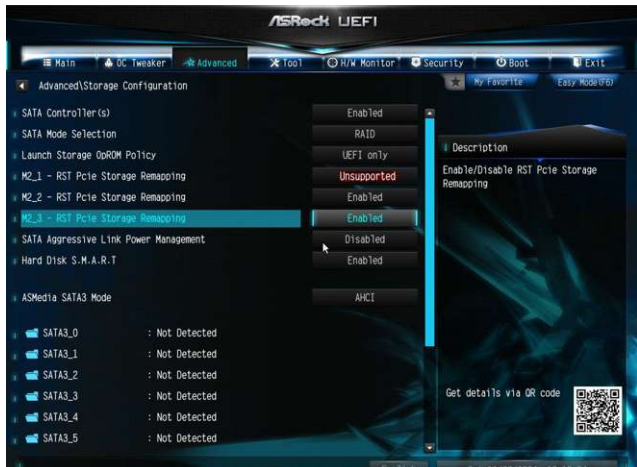 ASRock UEFI
Main OC Tweaker Advanced Tool H/W Monitor Security Boot Exit
Advanced\Storage Configuration
My Favorite Easy Mode(F6)
SATA Controller(s) Enabled
SATA Mode Selection RAID
Launch Storage OpROM Policy UEFI only
M2_1 - RST Pcie Storage Remapping Unsupported
M2_2 - RST Pcie Storage Remapping Enabled
M2_3 - RST Pcie Storage Remapping Enabled
SATA Aggressive Link Power Management Disabled
Hard Disk S.M.A.R.T Enabled
ASMedia SATA3 Mode AHCI
SATA3_0 : Not Detected
SATA3_1 : Not Detected
SATA3_2 : Not Detected
SATA3_3 : Not Detected
SATA3_4 : Not Detected
SATA3_5 : Not Detected
Description
Enable/Disable RST Pcie Storage
Remapping
Get details via QR code